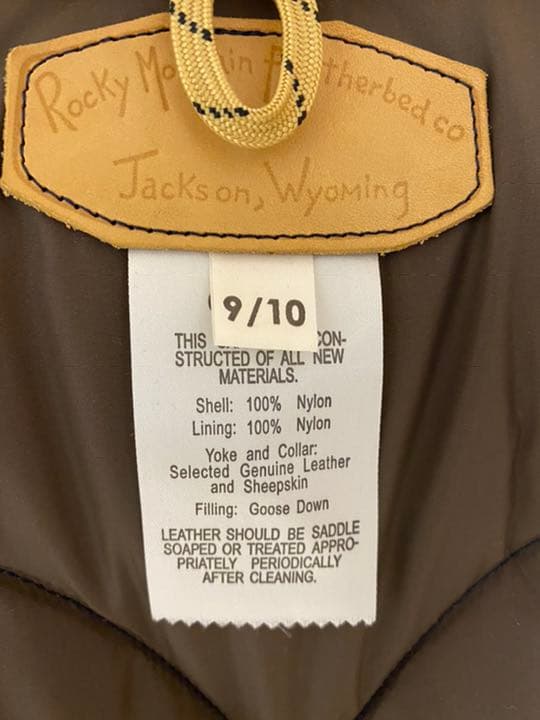 Rocky
therbed co
Jackson, Wyoming
9/10
THIS CON-
STRUCTED OF ALL NEW
MATERIALS.
Shell: 100% Nylon
Lining: 100% Nylon
Yoke and Collar:
Selected Genuine Leather
and Sheepskin
Filling: Goose Down
LEATHER SHOULD BE SADDLE
SOAPED OR TREATED APPRO-
PRIATELY PERIODICALLY
AFTER CLEANING.